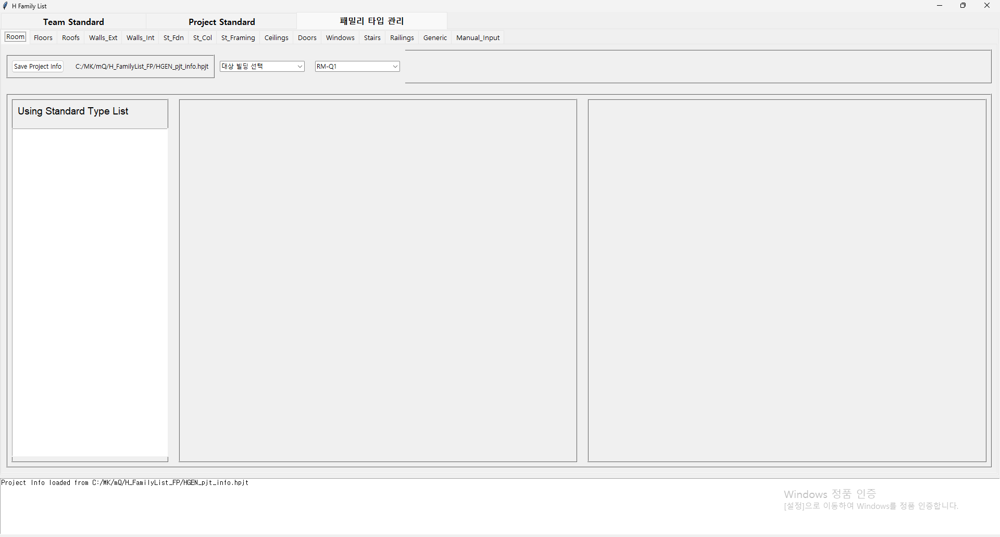 H Family List
Team Standard Project Standard 패밀리 타입 관리
Room Floors Roofs Walls_Ext Walls_Int St_Fdn St_Col St_Framing Ceilings Doors Windows Stairs Railings Generic Manual_Input
Save Project Info C:/MK/mQ/H_FamilyList_FP/HGEN_pjt_info.hpjt 대상 빌딩 선택 RM-Q1
Using Standard Type List
Project Info loaded from C:/MK/mQ/H_FamilyList_FP/HGEN_pjt_info.hpjt
Windows 정품 인증
[설정]으로 이동하여 Windows를 정품 인증합니다.